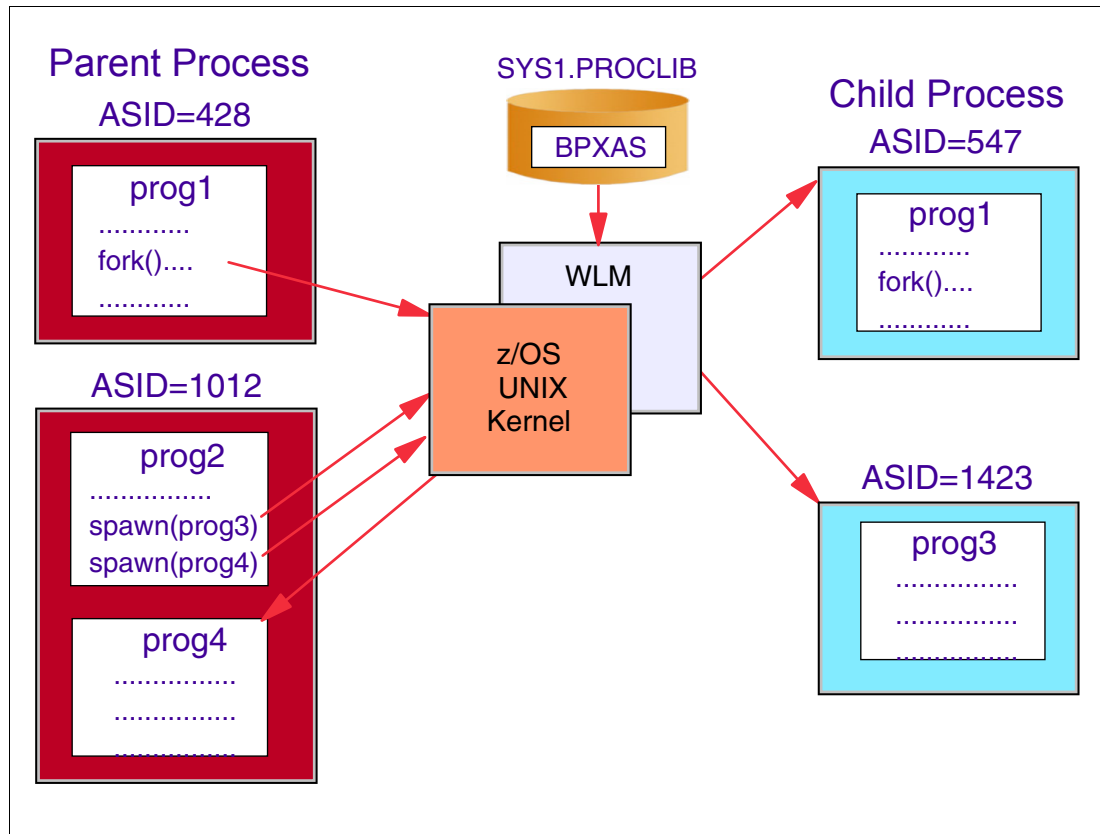 Parent Process
ASID=428
prog1
............
fork()....
............
ASID=1012
prog2
................
spawn(prog3)
spawn(prog4)
prog4
................
................
................
SYS1.PROCLIB
BPXAS
WLM
z/OS
UNIX
Kernel
Child Process
ASID=547
prog1
............
fork()....
............
ASID=1423
prog3
................
................
................